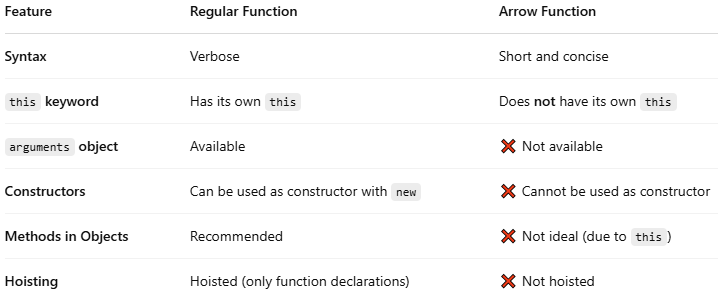 Feature Regular Function Arrow Function
Syntax Verbose Short and concise
this keyword Has its own this Does not have its own this
arguments object Available ❌ Not available
Constructors Can be used as constructor with new ❌ Cannot be used as constructor
Methods in Objects Recommended ❌ Not ideal (due to this)
Hoisting Hoisted (only function declarations) ❌ Not hoisted